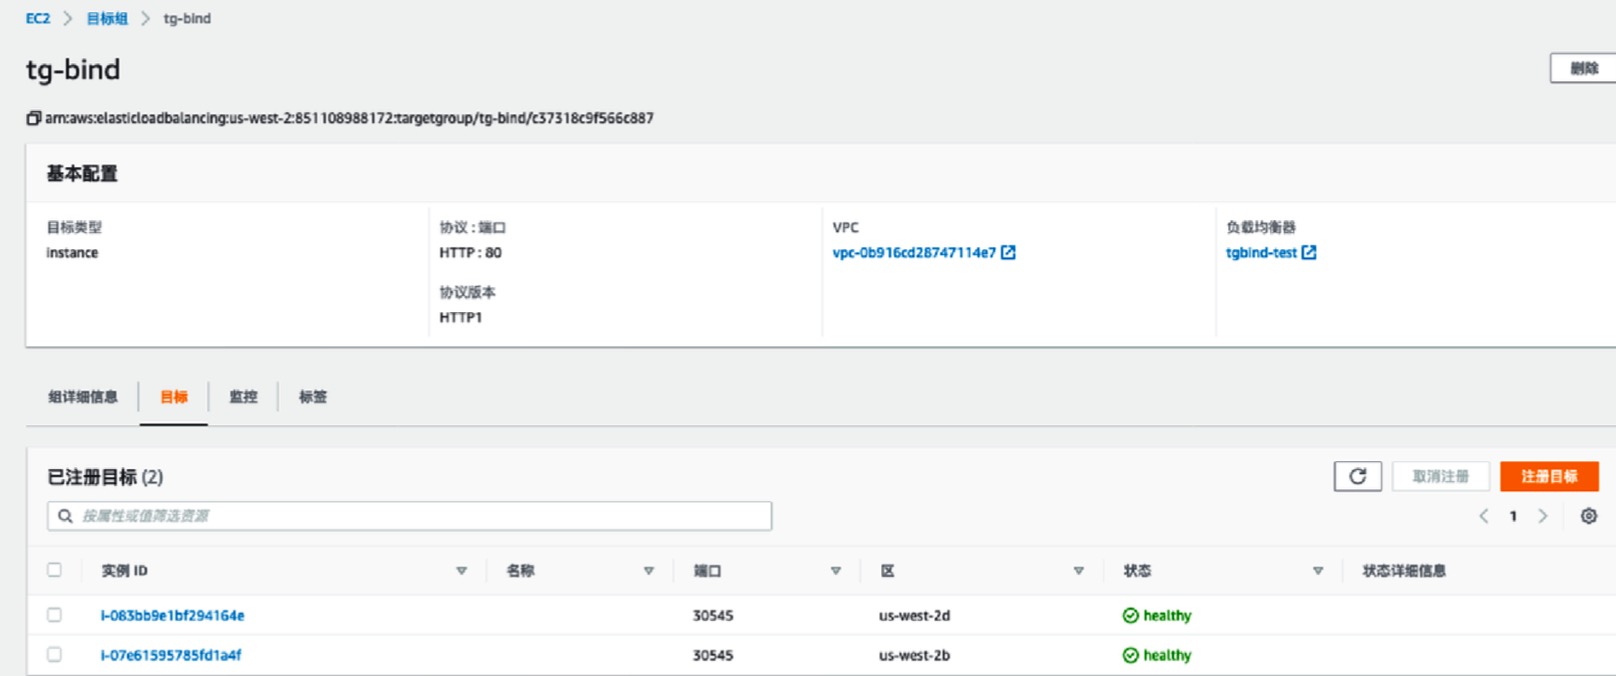 EC2 > 目标组 > tg-bind
tg-bind
删除
arn:aws:elasticloadbalancing:us-west-2:851108988172:targetgroup/tg-bind/c37318c9f566c887
基本配置
目标类型 协议 : 端口 VPC 负载均衡器
instance HTTP : 80 vpc-0b916cd28747114e7 tgbind-test
协议版本
HTTP1
组详细信息 目标 监控 标签
已注册目标 (2) 取消注册 注册目标
按属性或值筛选资源 1
实例 ID 名称 端口 区 状态 状态详细信息
i-083bb9e1bf294164e 30545 us-west-2d healthy
i-07e61595785fd1a4f 30545 us-west-2b healthy